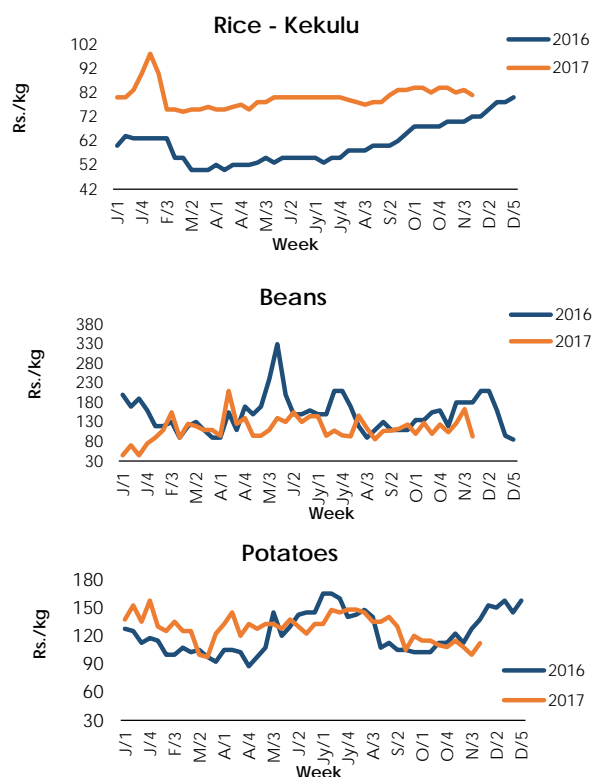 Rice - Kekulu
2016
2017
Rs./kg
102
92
82
72
62
52
42
J/1 J/4 F/3 M/2 A/1 A/4 M/3 J/2 Jy/1 Jy/4 A/3 S/2 O/1 O/4 N/3 D/2 D/5
Week
Beans
2016
2017
Rs./kg
380
330
280
230
180
130
80
30
J/1 J/4 F/3 M/2 A/1 A/4 M/3 J/2 Jy/1 Jy/4 A/3 S/2 O/1 O/4 N/3 D/2 D/5
Week
Potatoes
Rs./kg
180
150
120
90
60
30
2016
2017
J/1 J/4 F/3 M/2 A/1 A/4 M/3 J/2 Jy/1 Jy/4 A/3 S/2 O/1 O/4 N/3 D/2 D/5
Week